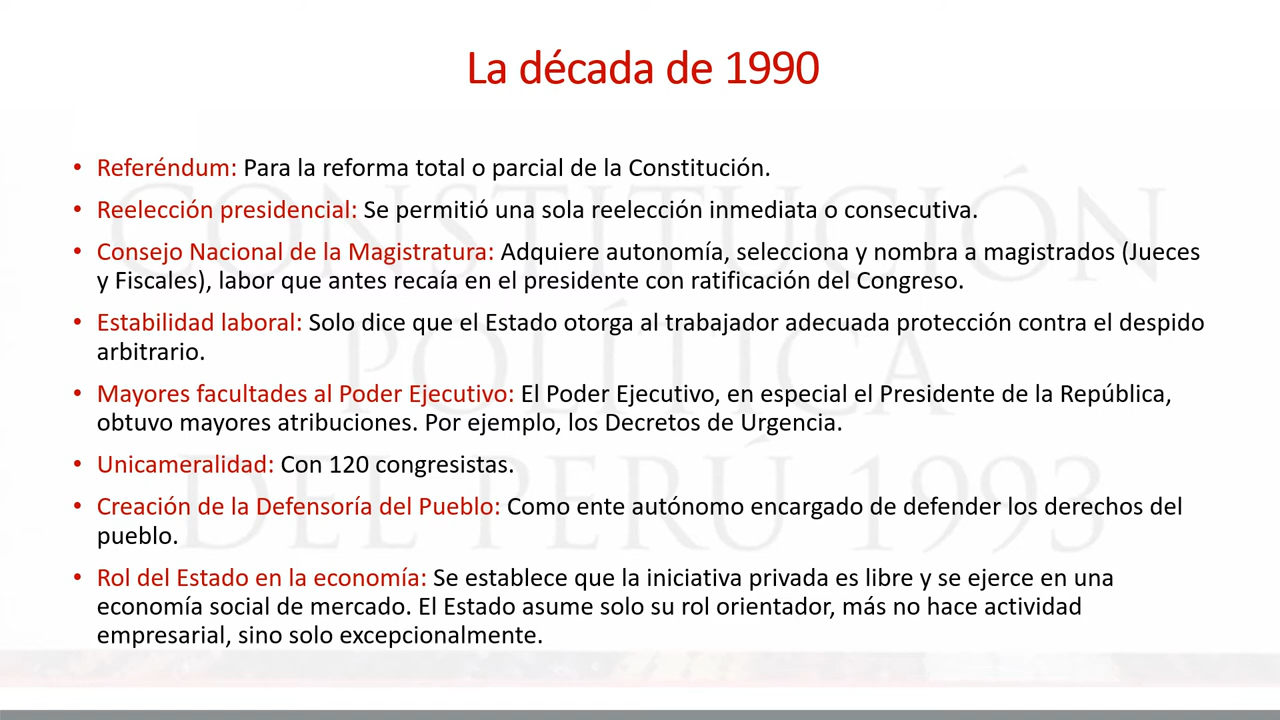 La década de 1990
• Referéndum: Para la reforma total o parcial de la Constitución.
• Reelección presidencial: Se permitió una sola reelección inmediata o consecutiva.
• Consejo Nacional de la Magistratura: Adquiere autonomía, selecciona y nombra a magistrados (Jueces
y Fiscales), labor que antes recaía en el presidente con ratificación del Congreso.
• Estabilidad laboral: Solo dice que el Estado otorga al trabajador adecuada protección contra el despido
arbitrario.
• Mayores facultades al Poder Ejecutivo: El Poder Ejecutivo, en especial el Presidente de la República,
obtuvo mayores atribuciones. Por ejemplo, los Decretos de Urgencia.
• Unicameralidad: Con 120 congresistas.
• Creación de la Defensoría del Pueblo: Como ente autónomo encargado de defender los derechos del
pueblo.
• Rol del Estado en la economía: Se establece que la iniciativa privada es libre y se ejerce en una
economía social de mercado. El Estado asume solo su rol orientador, más no hace actividad
empresarial, sino solo excepcionalmente.
CONSTITUCIÓN
POLÍTICA
DEL PERÚ 1993